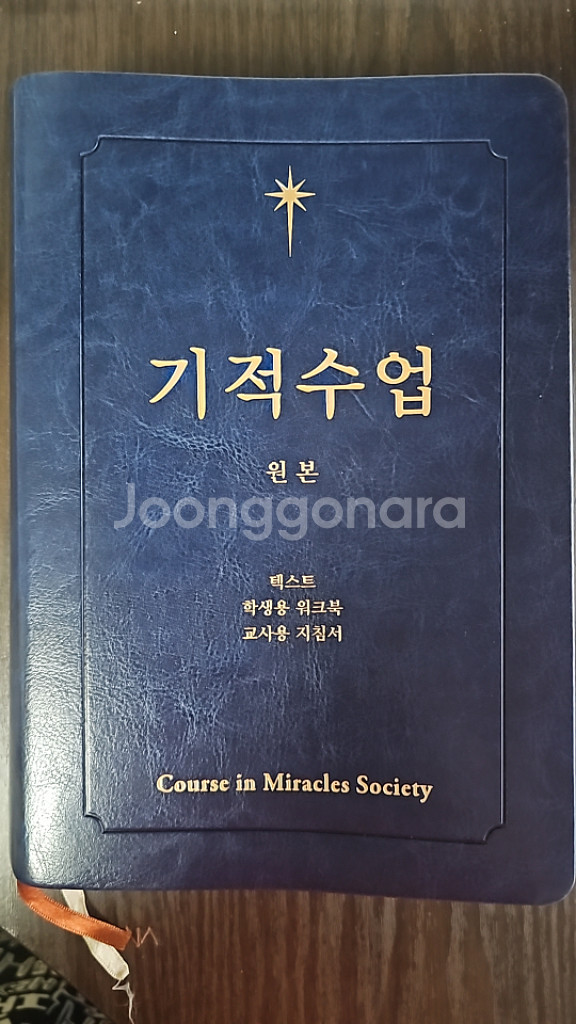 기적수업
원본
Joonggonara
텍스트
학생용 워크북
교사용 지침서
Course in Miracles Society